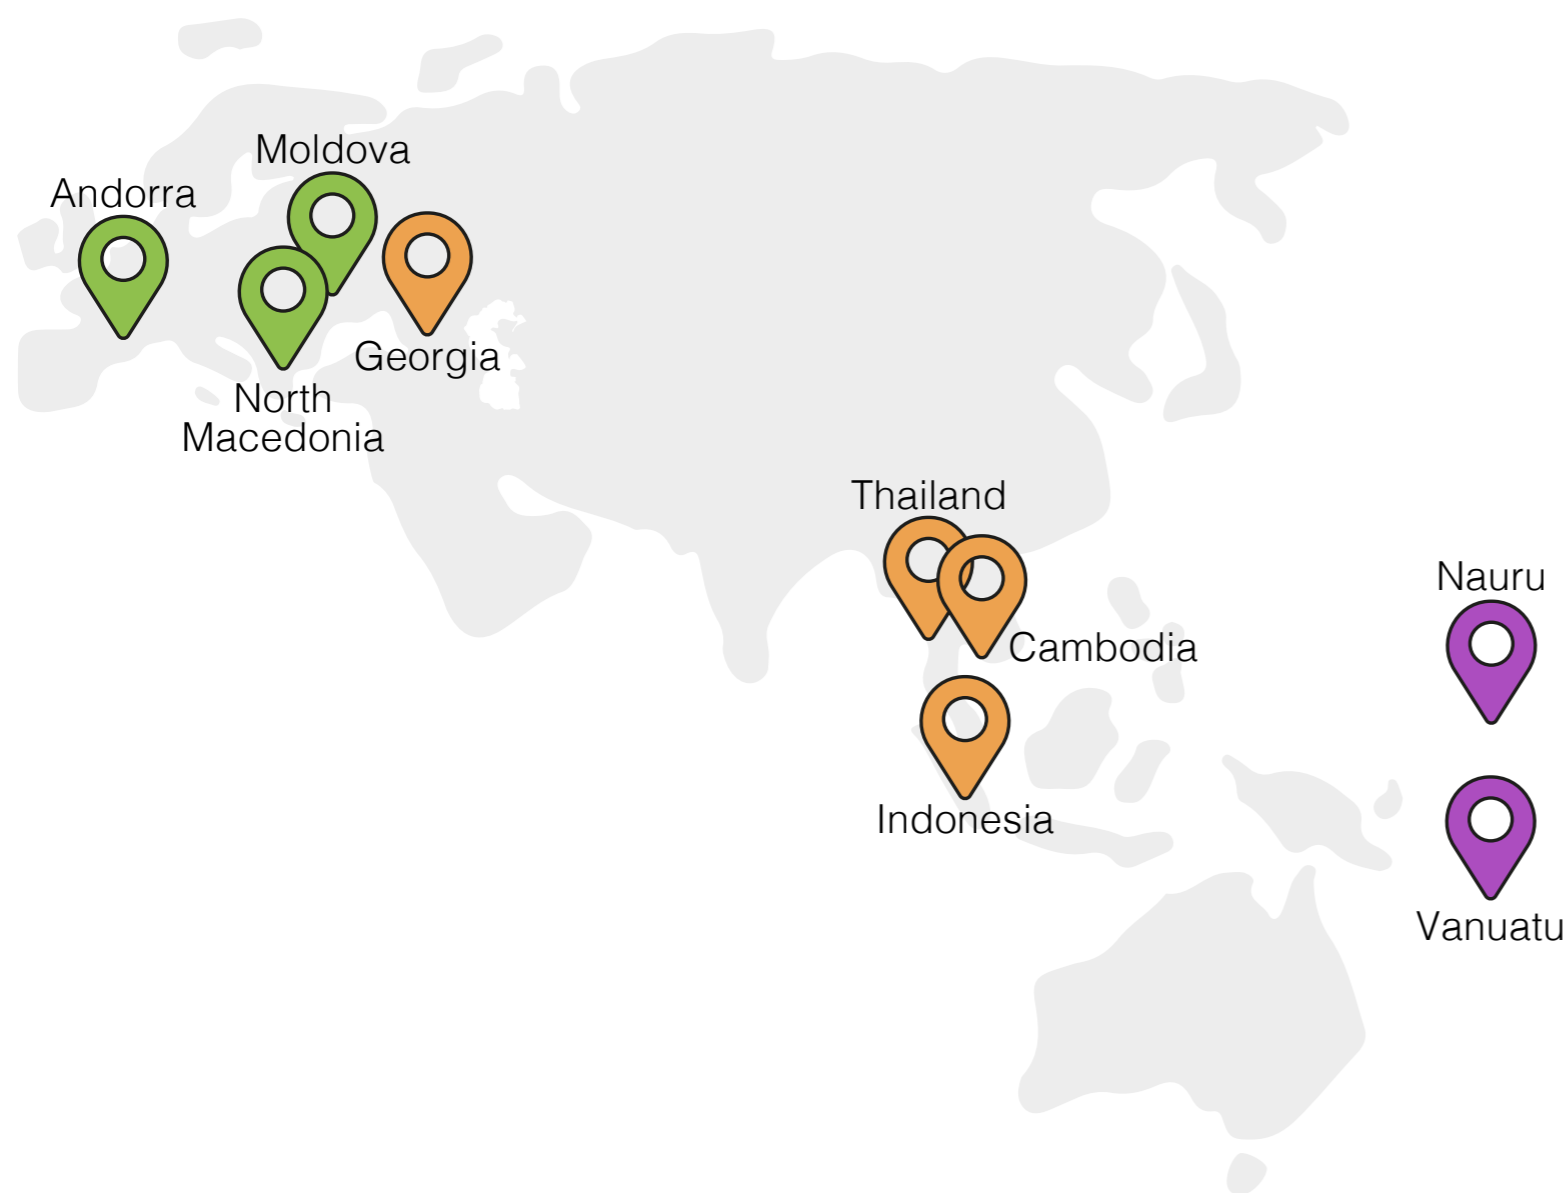 Moldova
Andorra
Georgia
North
Macedonia
Thailand
Nauru
Cambodia
Indonesia
Vanuatu